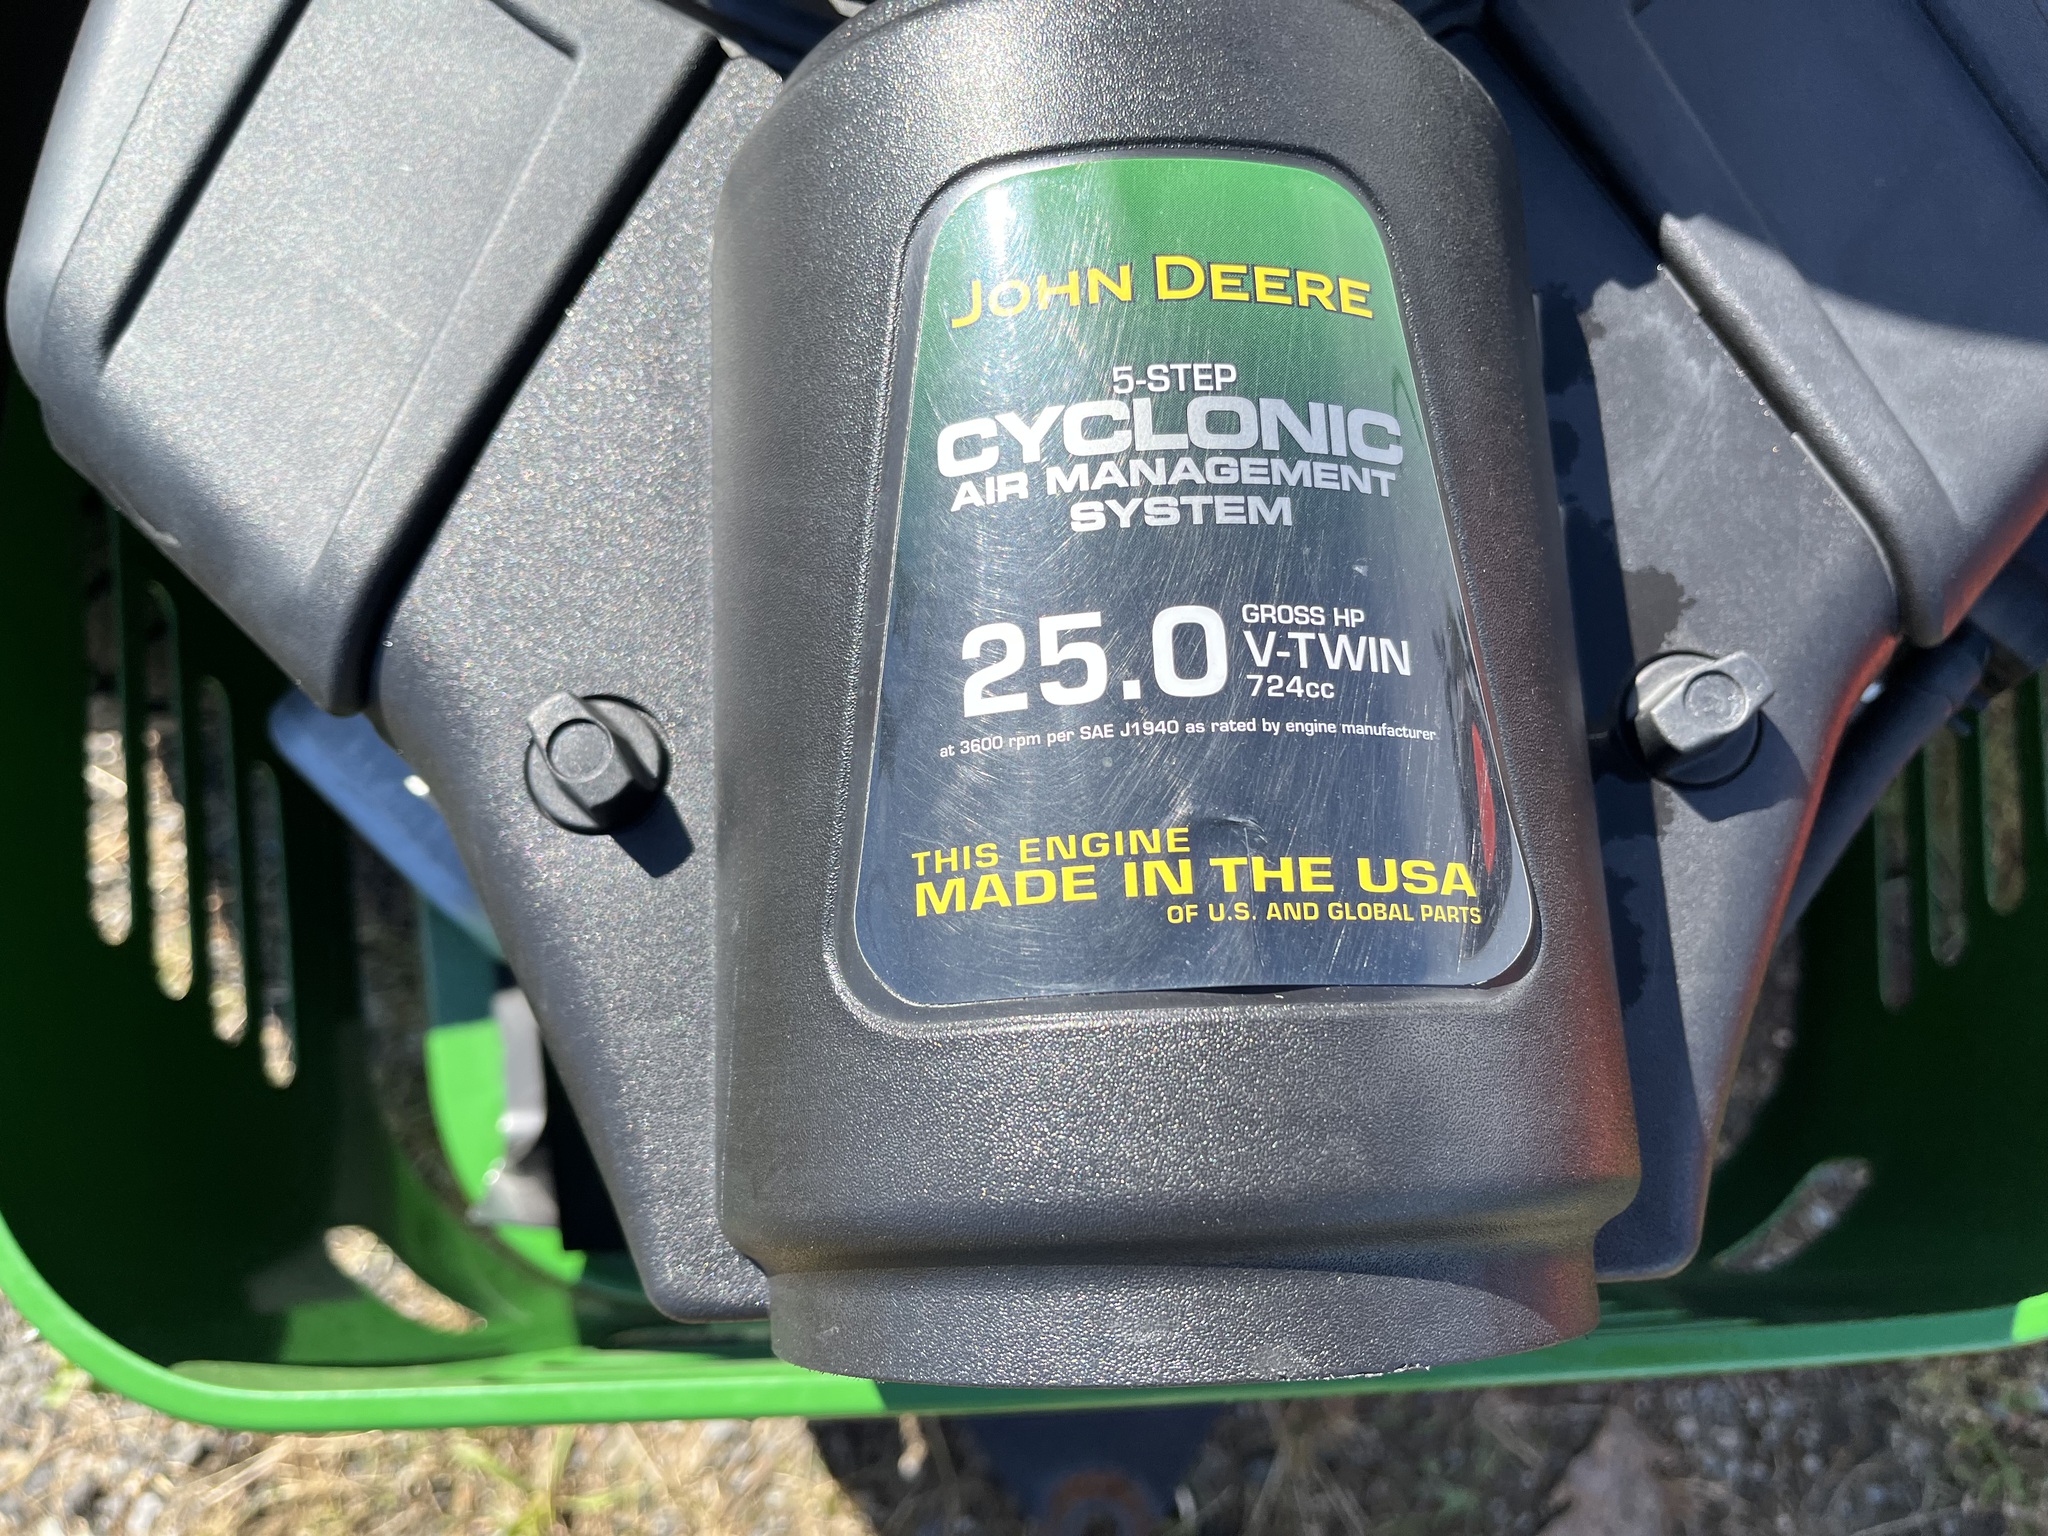 JOHN DEERE
5-STEP
CYCLONIC
AIR MANAGEMENT
SYSTEM
25.0 GROSS HP
V-TWIN
724cc
at 3600 rpm per SAE J1940 as rated by engine manufacturer
THIS ENGINE
MADE IN THE USA
OF U.S. AND GLOBAL PARTS